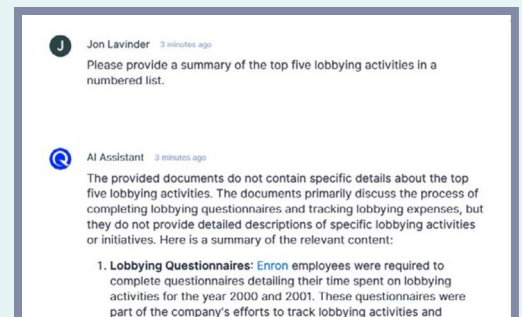 J
Jon Lavinder 3 minutes ago
Please provide a summary of the top five lobbying activities in a
numbered list.
AI Assistant 3 minutes ago
The provided documents do not contain specific details about the top
five lobbying activities. The documents primarily discuss the process of
completing lobbying questionnaires and tracking lobbying expenses, but
they do not provide detailed descriptions of specific lobbying activities
or initiatives. Here is a summary of the relevant content:
1. Lobbying Questionnaires: Enron employees were required to
complete questionnaires detailing their time spent on lobbying
activities for the year 2000 and 2001. These questionnaires were
part of the company's efforts to track lobbying activities and